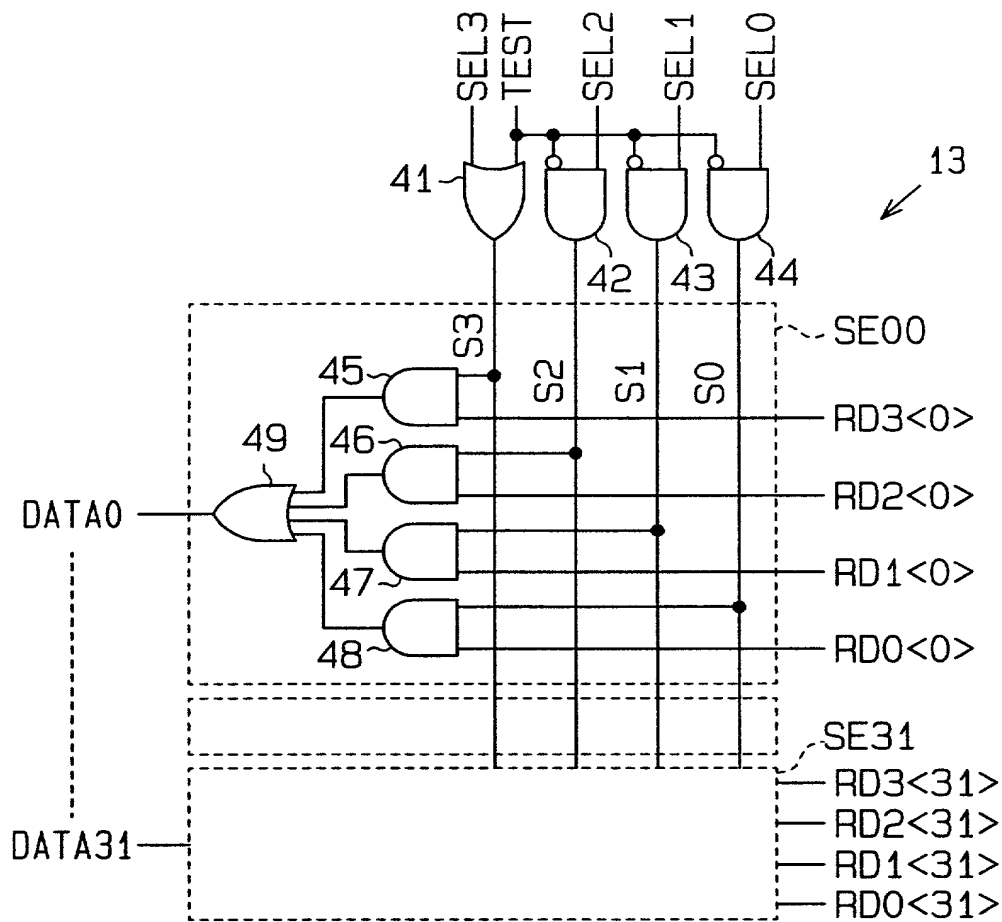 SEL3
TEST
SEL2
SEL1
SEL0
13
41
42
43
44
SE00
S3
S2
S1
S0
45
RD3<0>
46
49
RD2<0>
DATA0
47
RD1<0>
48
RD0<0>
SE31
RD3<31>
RD2<31>
DATA31
RD1<31>
RD0<31>